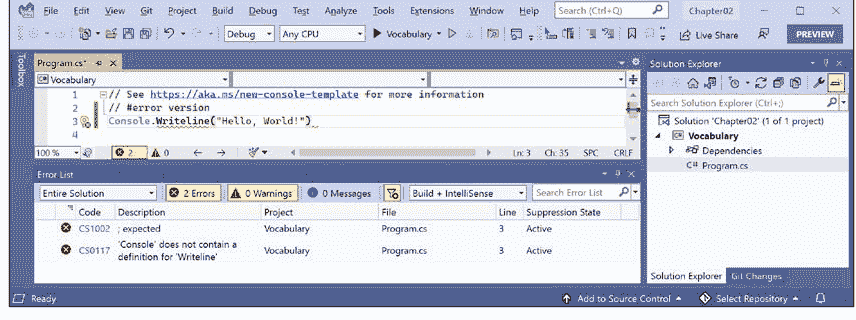 File Edit View Git Project Build Debug Test Analyze Tools Extensions Window Help Search (Ctrl+Q) Chapter02
Debug Any CPU Vocabulary Live Share PREVIEW
Toolbox
Program.cs*
Vocabulary
1 // See https://aka.ms/new-console-template for more information
2 // #error version
3 Console.Writeline("Hello, World!")
4
100 % 2 0 Ln: 3 Ch: 35 SPC CRLF
Error List
Entire Solution 2 Errors 0 Warnings 0 Messages Build + IntelliSense Search Error List
Code Description Project File Line Suppression State
CS1002 ; expected Vocabulary Program.cs 3 Active
CS0117 'Console' does not contain a definition for 'Writeline' Vocabulary Program.cs 3 Active
Solution Explorer
Search Solution Explorer (Ctrl+;)
Solution 'Chapter02' (1 of 1 project)
Vocabulary
Dependencies
C# Program.cs
Solution Explorer Git Changes
Ready Add to Source Control Select Repository